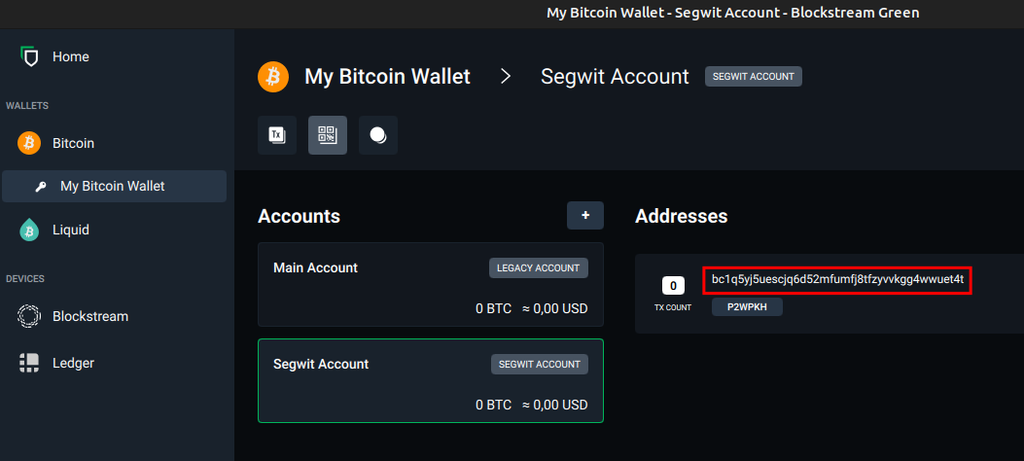 My Bitcoin Wallet - Segwit Account - Blockstream Green
Home
WALLETS
Bitcoin
My Bitcoin Wallet
Liquid
DEVICES
Blockstream
Ledger
My Bitcoin Wallet > Segwit Account SEGWIT ACCOUNT
Tx
Accounts +
Main Account LEGACY ACCOUNT
0 BTC ≈ 0,00 USD
Segwit Account SEGWIT ACCOUNT
0 BTC ≈ 0,00 USD
Addresses
0
TX COUNT
bc1q5yj5uescjq6d52mfumfj8tfzyvvkgg4wwuet4t
P2WPKH